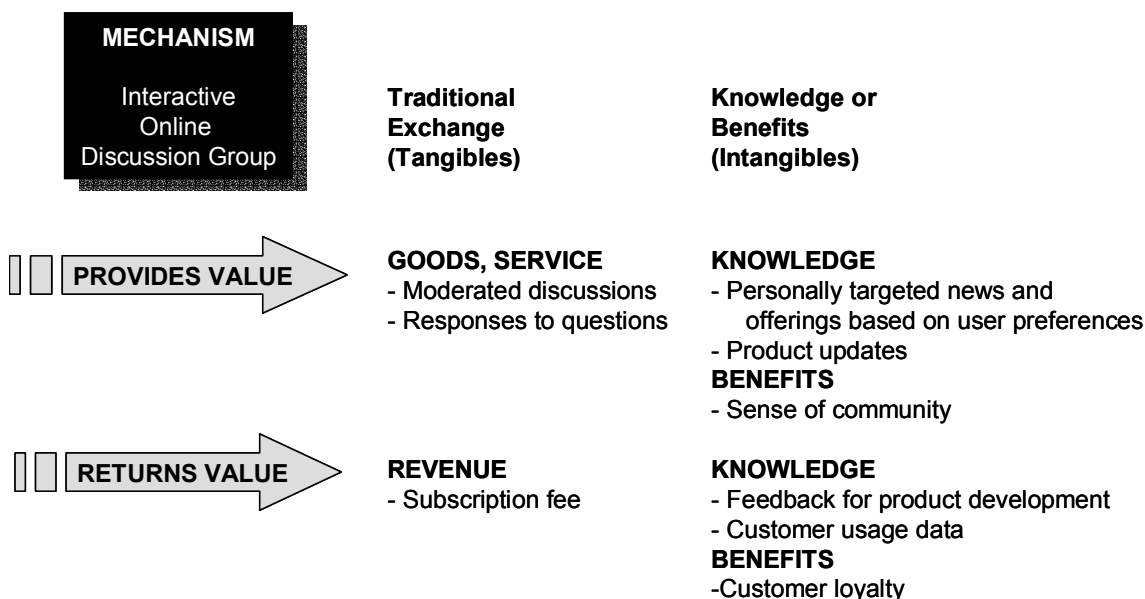 MECHANISM
Interactive
Online
Discussion Group
Traditional
Exchange
(Tangibles)
Knowledge or
Benefits
(Intangibles)
PROVIDES VALUE
GOODS, SERVICE
- Moderated discussions
- Responses to questions
KNOWLEDGE
- Personally targeted news and
offerings based on user preferences
- Product updates
BENEFITS
- Sense of community
RETURNS VALUE
REVENUE
- Subscription fee
KNOWLEDGE
- Feedback for product development
- Customer usage data
BENEFITS
-Customer loyalty